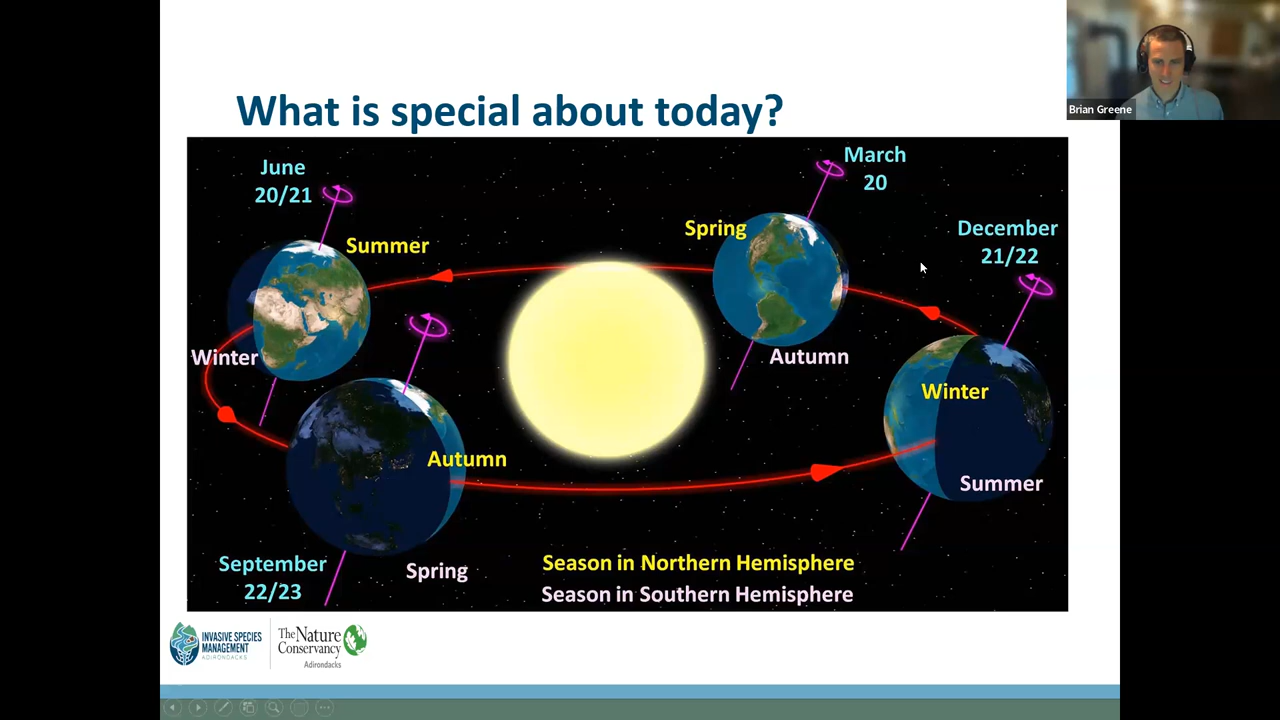 What is special about today?
Brian Greene
June
20/21
Summer
Winter
March
20
Spring
Autumn
December
21/22
Winter
Summer
Autumn
September
22/23
Spring
Season in Northern Hemisphere
Season in Southern Hemisphere
INVASIVE SPECIES
MANAGEMENT
ADIRONDACKS
The Nature
Conservancy
Adirondacks